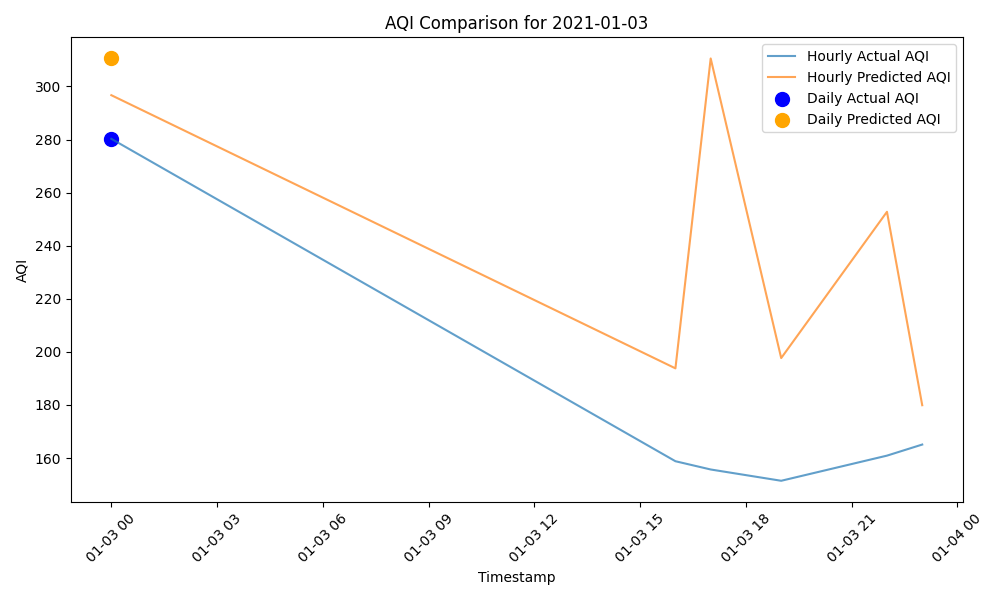 AQI Comparison for 2021-01-03
Hourly Actual AQI
Hourly Predicted AQI
Daily Actual AQI
Daily Predicted AQI
AQI
300
280
260
240
220
200
180
160
01-03 00
01-03 03
01-03 06
01-03 09
01-03 12
01-03 15
01-03 18
01-03 21
01-04 00
Timestamp